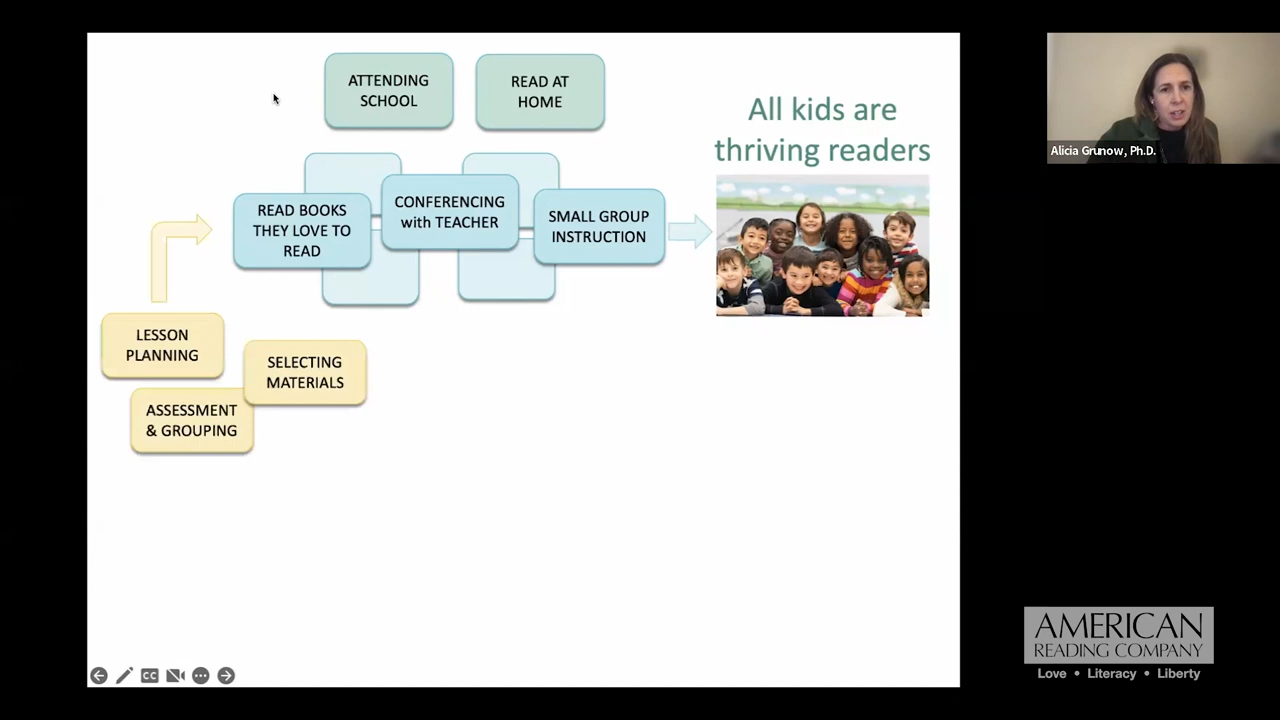 ATTENDING
SCHOOL
READ AT
HOME
All kids are
thriving readers
READ BOOKS
THEY LOVE TO
READ
CONFERENCING
with TEACHER
SMALL GROUP
INSTRUCTION
LESSON
PLANNING
SELECTING
MATERIALS
ASSESSMENT
& GROUPING
CC
Alicia Grunow, Ph.D.
AMERICAN
READING COMPANY
Love • Literacy • Liberty